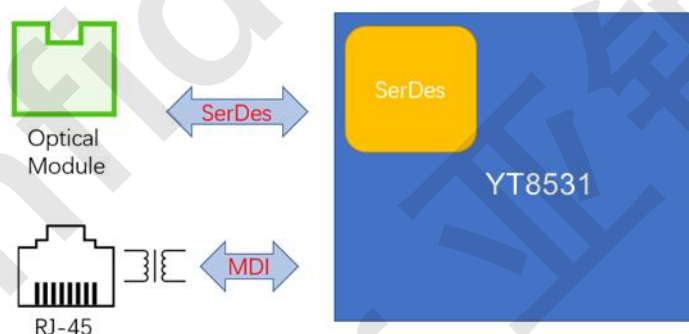 SerDes
SerDes
Optical
Module
YT8531
MDI
RJ-45